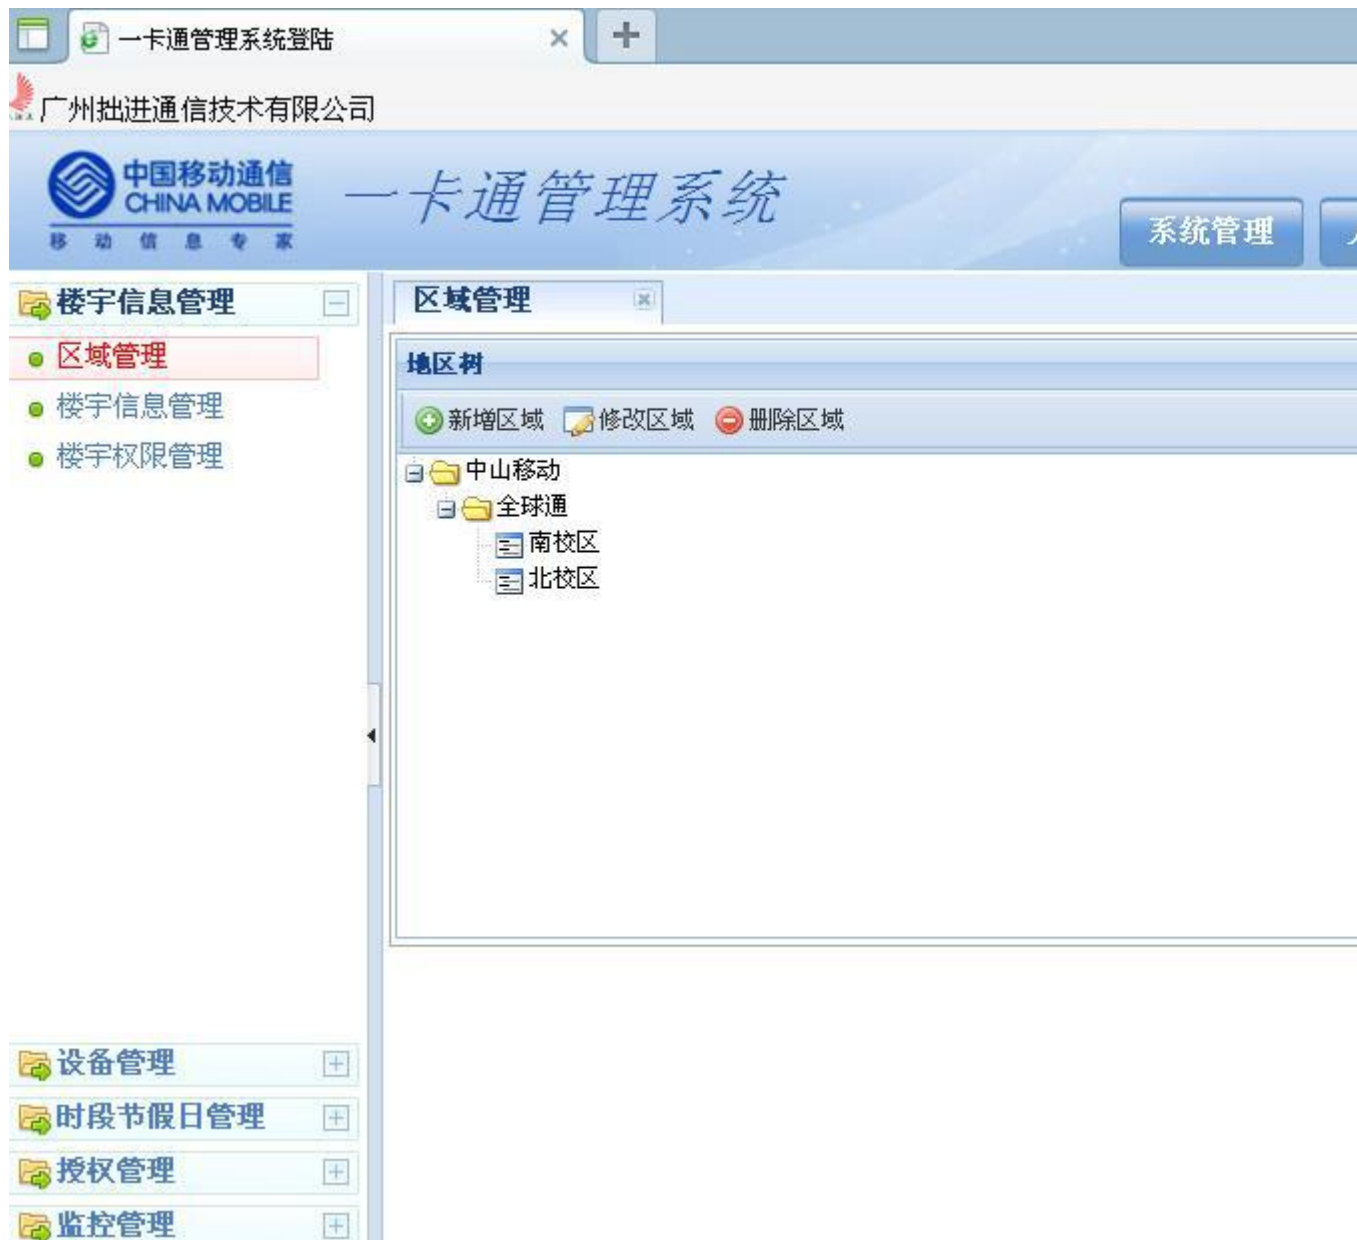 一卡通管理系统登陆
广州拙进通信技术有限公司
中国移动通信
CHINA MOBILE
移动信息专家
一卡通管理系统
系统管理
楼宇信息管理
区域管理
楼宇信息管理
楼宇权限管理
设备管理
时段节假日管理
授权管理
监控管理
区域管理
地区树
新增区域 修改区域 删除区域
中山移动
全球通
南校区
北校区